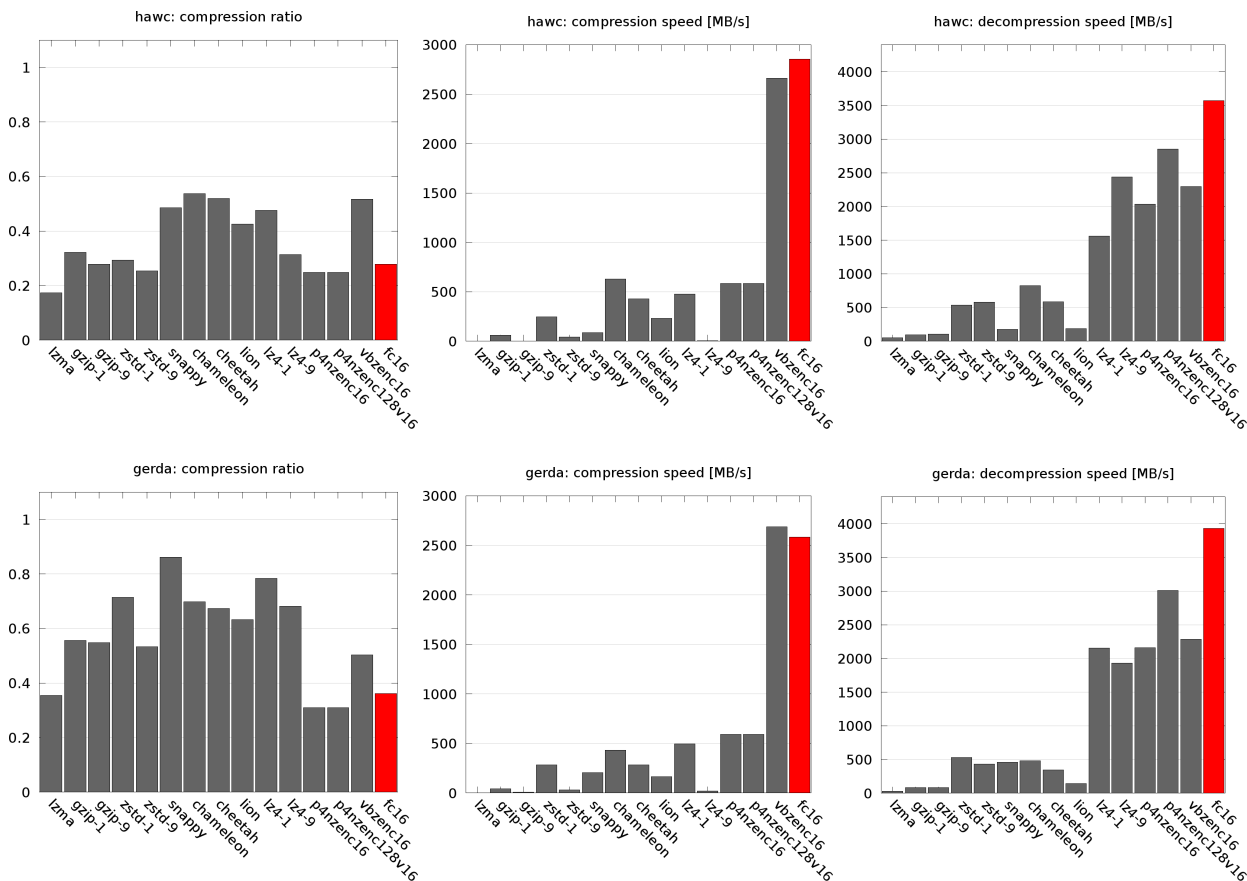 hawc: compression ratio
1
0.8
0.6
0.4
0.2
0
lzma
gzip-1
gzip-9
zstd-1
zstd-9
snappy
chameleon
cheetah
lion
lz4-1
lz4-9
p4nzenc16
p4nzenc128v16
vbzenc16
fc16
hawc: compression speed [MB/s]
3000
2500
2000
1500
1000
500
0
lzma
gzip-1
gzip-9
zstd-1
zstd-9
snappy
chameleon
cheetah
lion
lz4-1
lz4-9
p4nzenc16
p4nzenc128v16
vbzenc16
fc16
hawc: decompression speed [MB/s]
4000
3500
3000
2500
2000
1500
1000
500
0
lzma
gzip-1
gzip-9
zstd-1
zstd-9
snappy
chameleon
cheetah
lion
lz4-1
lz4-9
p4nzenc16
p4nzenc128v16
vbzenc16
fc16
gerda: compression ratio
1
0.8
0.6
0.4
0.2
0
lzma
gzip-1
gzip-9
zstd-1
zstd-9
snappy
chameleon
cheetah
lion
lz4-1
lz4-9
p4nzenc16
p4nzenc128v16
vbzenc16
fc16
gerda: compression speed [MB/s]
3000
2500
2000
1500
1000
500
0
lzma
gzip-1
gzip-9
zstd-1
zstd-9
snappy
chameleon
cheetah
lion
lz4-1
lz4-9
p4nzenc16
p4nzenc128v16
vbzenc16
fc16
gerda: decompression speed [MB/s]
4000
3500
3000
2500
2000
1500
1000
500
0
lzma
gzip-1
gzip-9
zstd-1
zstd-9
snappy
chameleon
cheetah
lion
lz4-1
lz4-9
p4nzenc16
p4nzenc128v16
vbzenc16
fc16